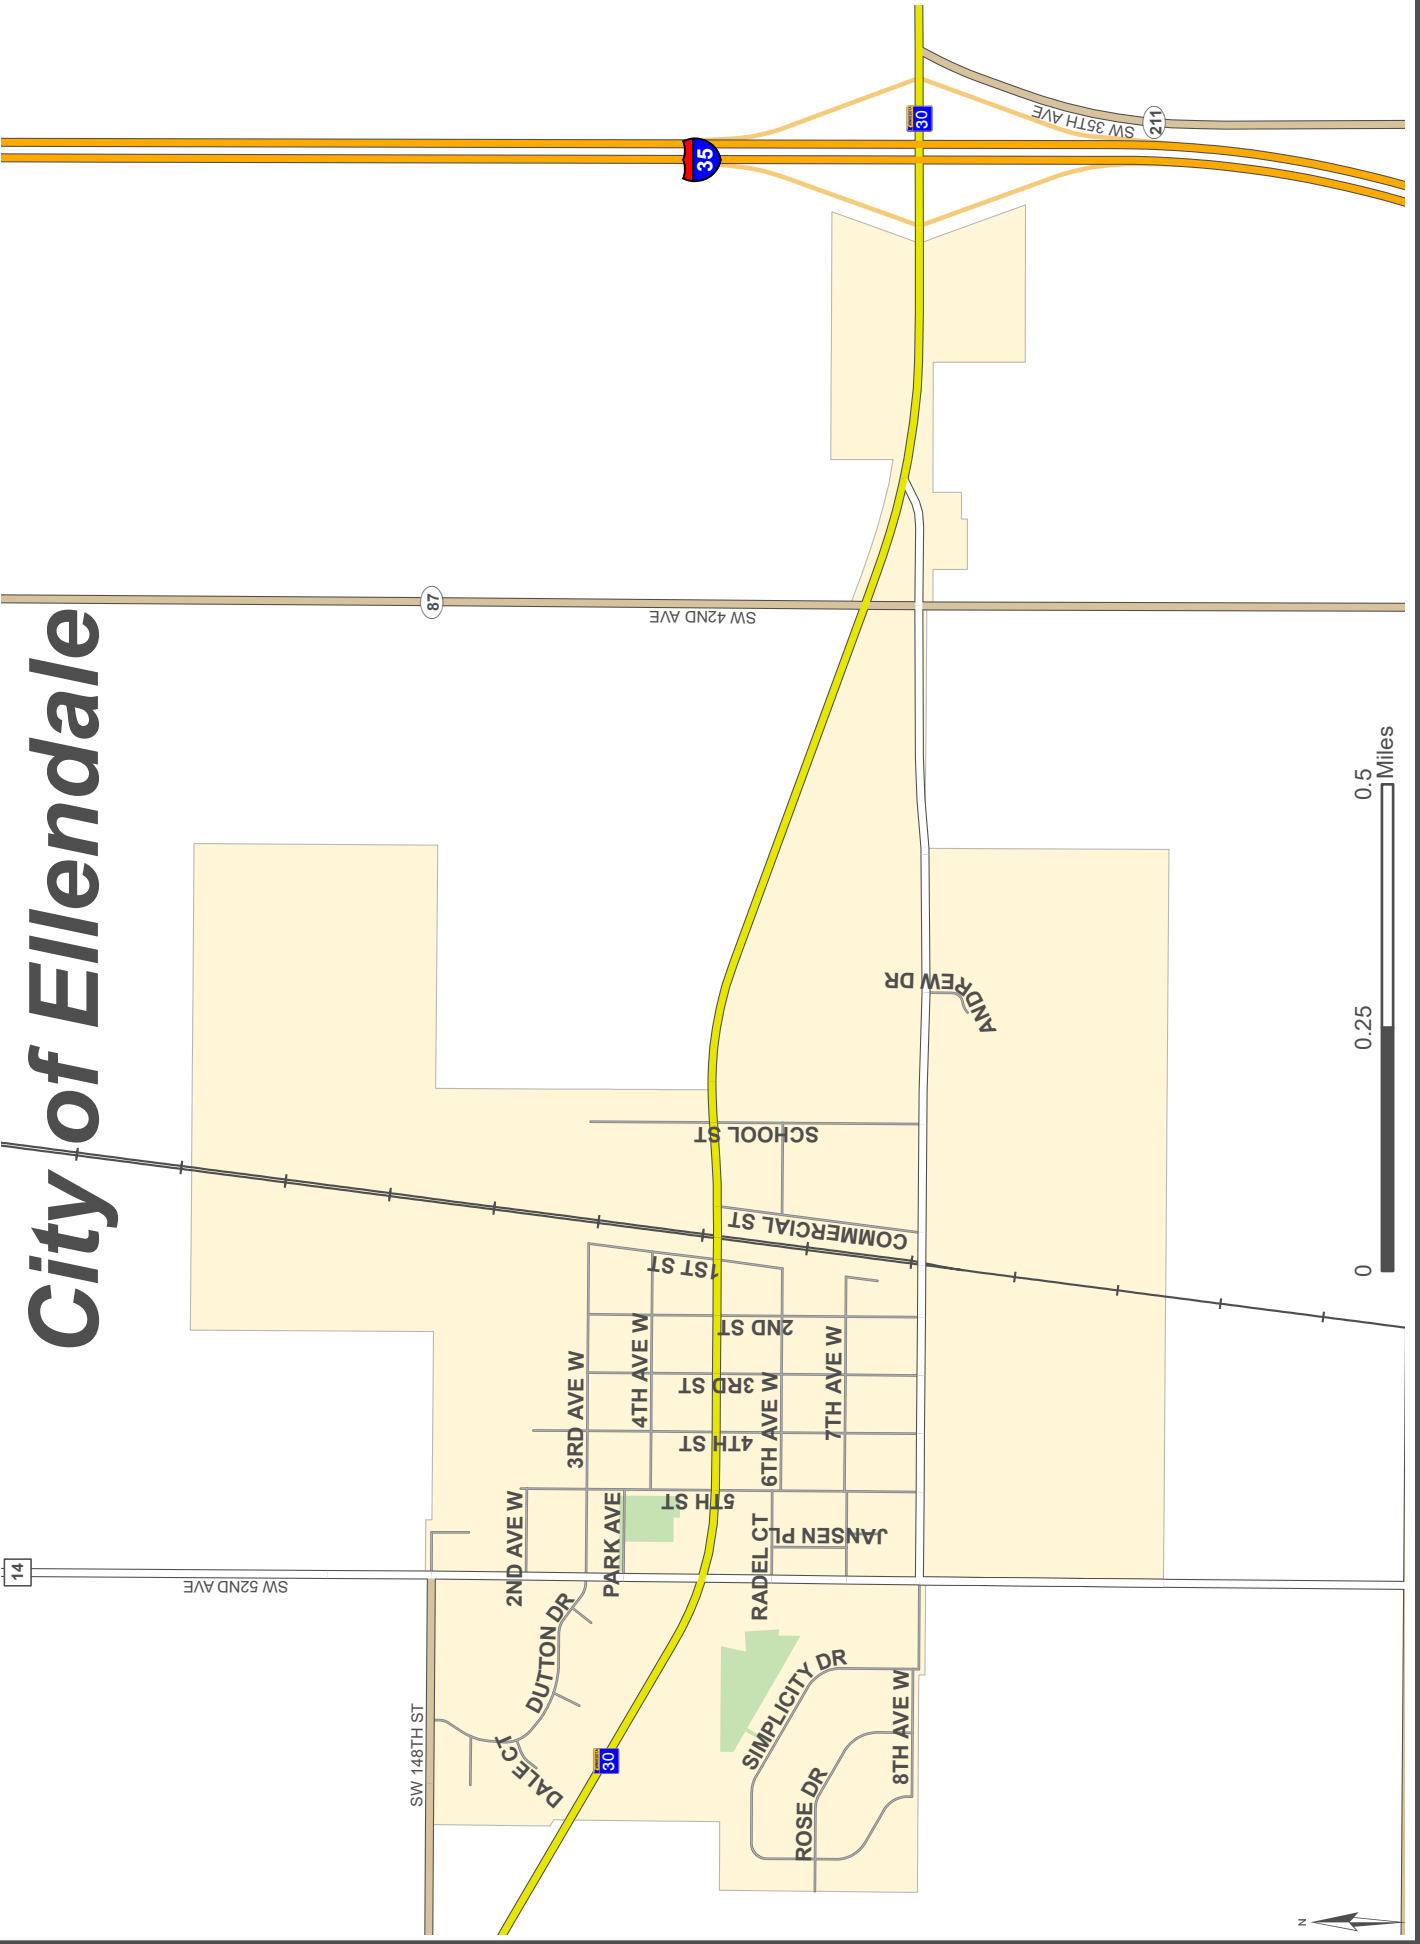 City of Ellendale
14
SW 52ND AVE
87
SW 42ND AVE
35
30
SW 35TH AVE
211
SW 148TH ST
DUTTON DR
DALE CT
2ND AVE W
3RD AVE W
PARK AVE
4TH AVE W
1ST ST
SCHOOL ST
COMMERCIAL ST
2ND ST
3RD ST
4TH ST
5TH ST
6TH AVE W
7TH AVE W
RADEL CT
JANSEN PL
ANDREW DR
30
SIMPLICITY DR
ROSE DR
8TH AVE W
0 0.25 0.5
Miles
N